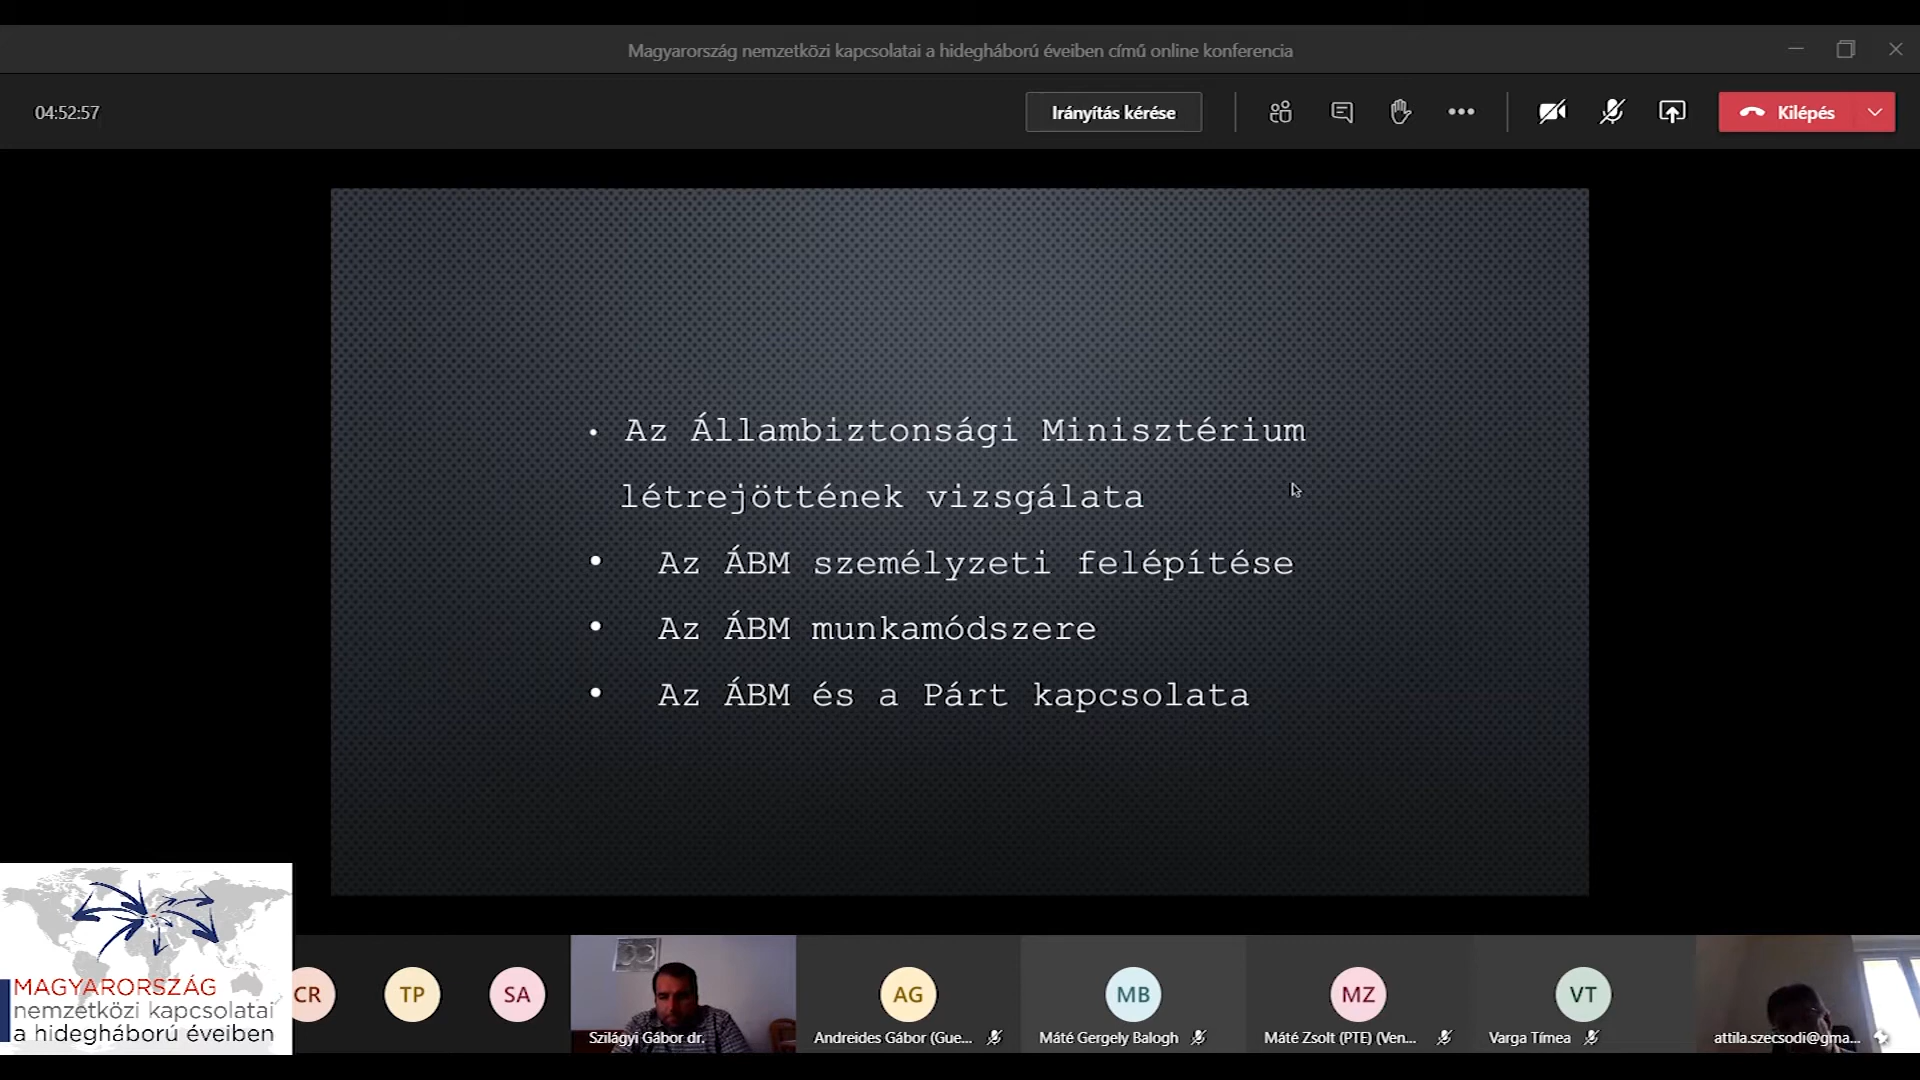 Magyarország nemzetközi kapcsolatai a hidegháború éveiben című online konferencia
04:52:57
Irányítás kérése
Kilépés
• Az Állambiztonsági Minisztérium
létrejöttének vizsgálata
• Az ÁBM személyzeti felépítése
• Az ÁBM munkamódszere
• Az ÁBM és a Párt kapcsolata
MAGYARORSZÁG
nemzetközi kapcsolatai
a hidegháború éveiben
CR
TP
SA
Szilágyi Gábor dr.
AG
Andreides Gábor (Gue...
MB
Máté Gergely Balogh
MZ
Máté Zsolt (PTE) (Ven...
VT
Varga Tímea
attila.szecsodi@gma...